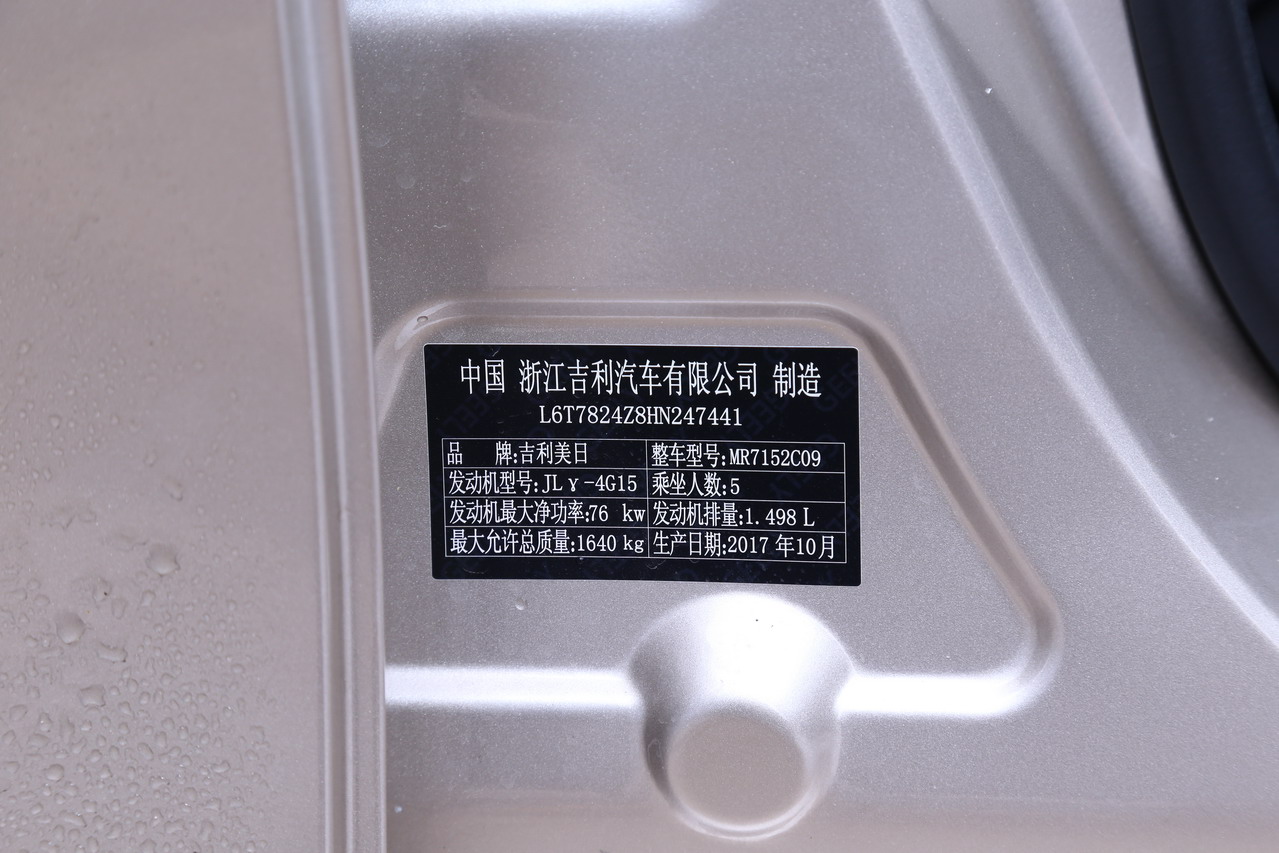 中国 浙江吉利汽车有限公司 制造
L6T7824Z8HN247441
品 牌:吉利美日 整车型号:MR7152C09
发动机型号:JLγ-4G15 乘坐人数:5
发动机最大净功率:76 kw 发动机排量:1.498 L
最大允许总质量:1640 kg 生产日期:2017 年10月